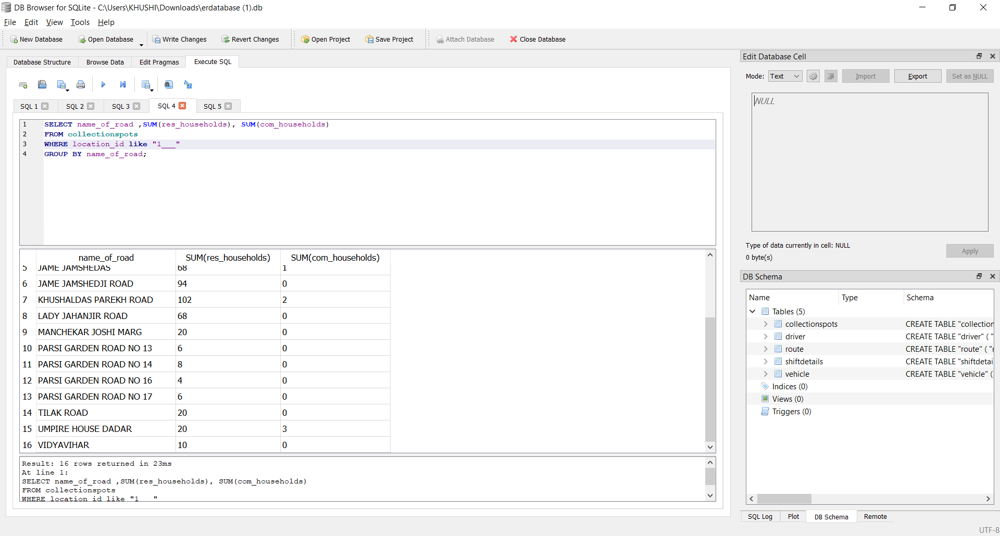 DB Browser for SQLite - C:\Users\KHUSHI\Downloads\erdatabase (1).db
File Edit View Tools Help
New Database Open Database Write Changes Revert Changes Open Project Save Project Attach Database Close Database
Database Structure Browse Data Edit Pragmas Execute SQL
SQL 1 SQL 2 SQL 3 SQL 4 SQL 5
1 SELECT name_of_road ,SUM(res_households), SUM(com_households)
2 FROM collectionspots
3 WHERE location_id like "1___"
4 GROUP BY name_of_road;
name_of_road SUM(res_households) SUM(com_households)
5 JAME JAMSHEDAS 68 1
6 JAME JAMSHEDJI ROAD 94 0
7 KHUSHALDAS PAREKH ROAD 102 2
8 LADY JAHANJIR ROAD 68 0
9 MANCHEKAR JOSHI MARG 20 0
10 PARSI GARDEN ROAD NO 13 6 0
11 PARSI GARDEN ROAD NO 14 8 0
12 PARSI GARDEN ROAD NO 16 4 0
13 PARSI GARDEN ROAD NO 17 6 0
14 TILAK ROAD 20 0
15 UMPIRE HOUSE DADAR 20 3
16 VIDYAVIHAR 10 0
Result: 16 rows returned in 23ms
At line 1:
SELECT name_of_road ,SUM(res_households), SUM(com_households)
FROM collectionspots
WHERE location_id like "1___"
Edit Database Cell
Mode: Text Import Export Set as NULL
NULL
Type of data currently in cell: NULL
0 byte(s)
Apply
DB Schema
Name Type Schema
Tables (5)
collectionspots CREATE TABLE "collection
driver CREATE TABLE "driver" ( "
route CREATE TABLE "route" ( "r
shiftdetails CREATE TABLE "shiftdetai
vehicle CREATE TABLE "vehicle" (
Indices (0)
Views (0)
Triggers (0)
SQL Log Plot DB Schema Remote
UTF-8